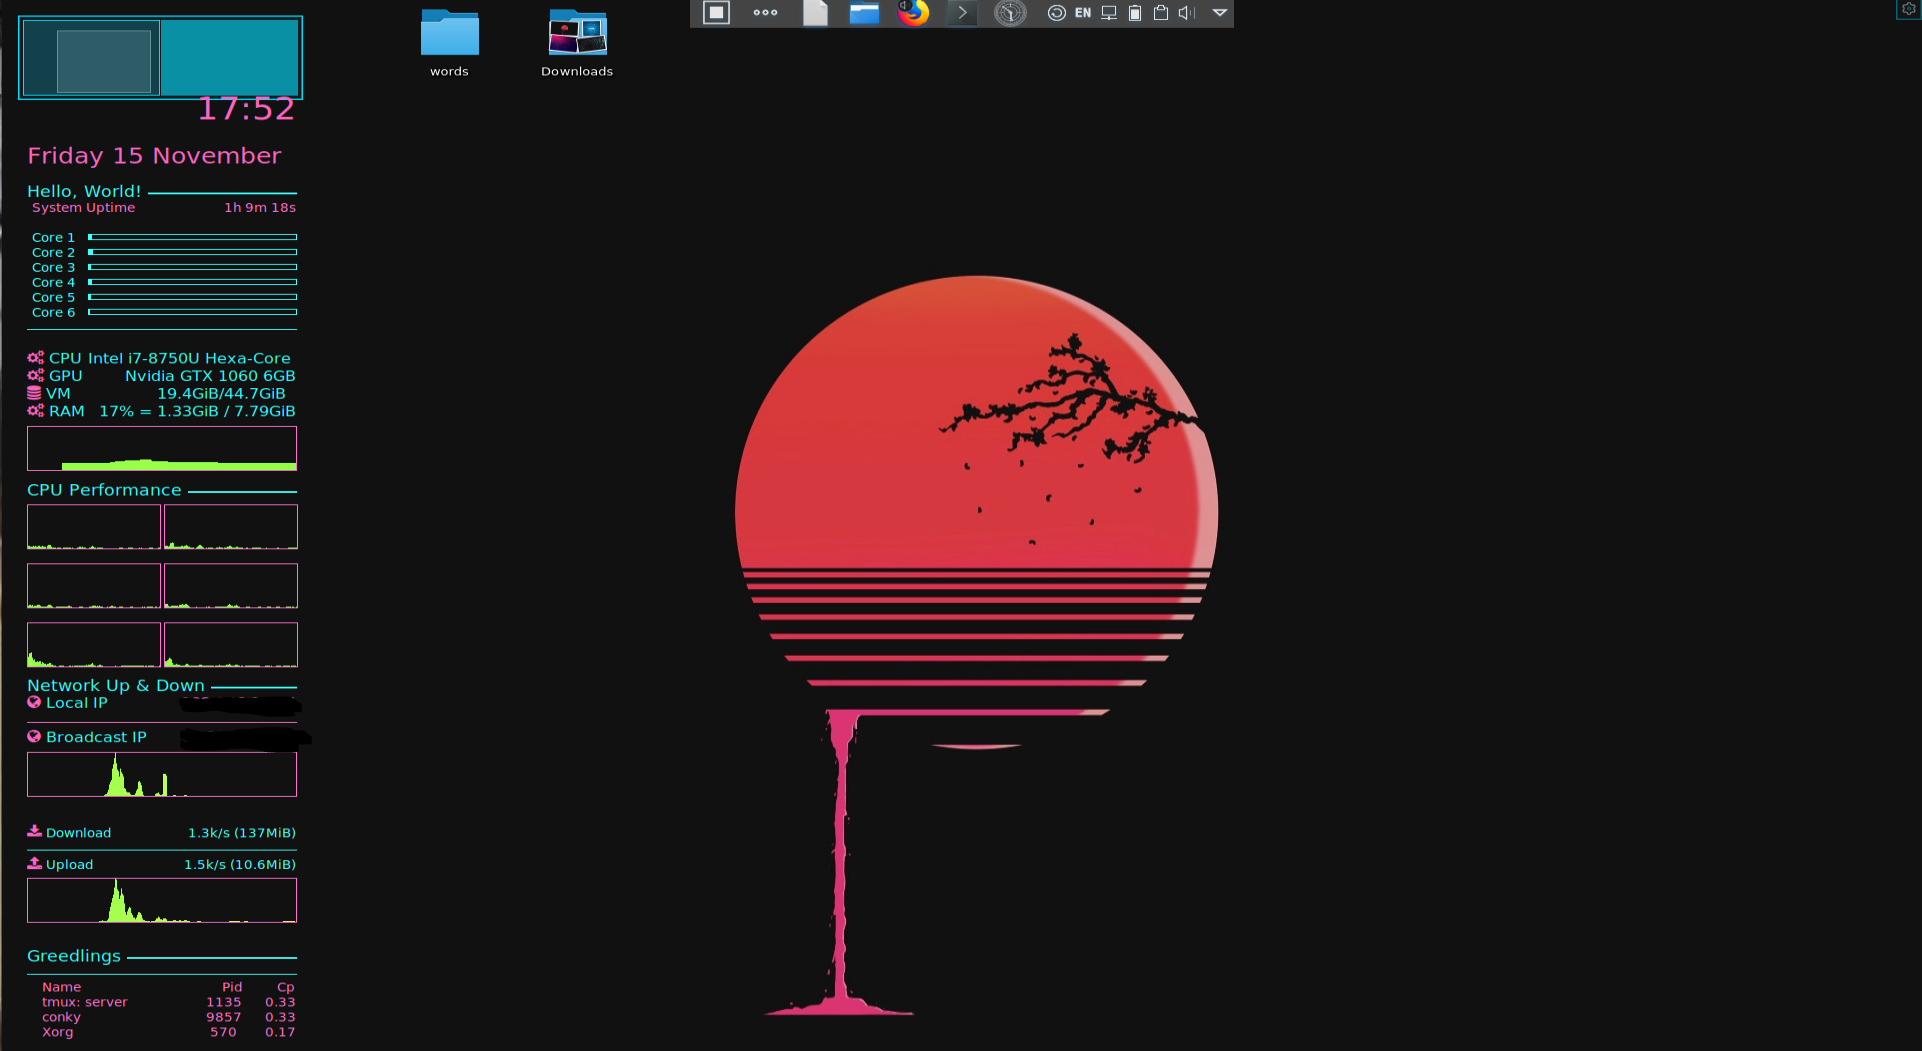 words
Downloads
EN
17:52
Friday 15 November
Hello, World!
System Uptime 1h 9m 18s
Core 1
Core 2
Core 3
Core 4
Core 5
Core 6
CPU Intel i7-8750U Hexa-Core
GPU Nvidia GTX 1060 6GB
VM 19.4GiB/44.7GiB
RAM 17% = 1.33GiB / 7.79GiB
CPU Performance
Network Up & Down
Local IP
Broadcast IP
Download 1.3k/s (137MiB)
Upload 1.5k/s (10.6MiB)
Greedlings
Name Pid Cp
tmux: server 1135 0.33
conky 9857 0.33
Xorg 570 0.17